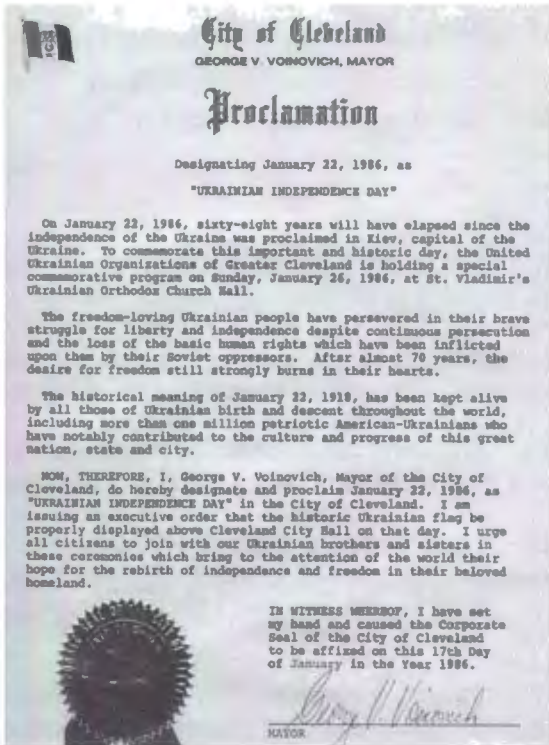 City of Cleveland
GEORGE V. VOINOVICH, MAYOR
Proclamation
Designating January 22, 1986, as
"UKRAINIAN INDEPENDENCE DAY"
On January 22, 1986, sixty-eight years will have elapsed since the
independence of the Ukraine was proclaimed in Kiev, capital of the
Ukraine. To commemorate this important and historic day, the United
Ukrainian Organizations of Greater Cleveland is holding a special
commemorative program on Sunday, January 26, 1986, at St. Vladimir's
Ukrainian Orthodox Church Hall.
The freedom-loving Ukrainian people have persevered in their brave
struggle for liberty and independence despite continuous persecution
and the loss of the basic human rights which have been inflicted
upon them by their Soviet oppressors. After almost 70 years, the
desire for freedom still strongly burns in their hearts.
The historical meaning of January 22, 1918, has been kept alive
by all those of Ukrainian birth and descent throughout the world,
including more than one million patriotic American-Ukrainians who
have notably contributed to the culture and progress of this great
nation, state and city.
NOW, THEREFORE, I, George V. Voinovich, Mayor of the City of
Cleveland, do hereby designate and proclaim January 22, 1986, as
"UKRAINIAN INDEPENDENCE DAY" in the City of Cleveland. I am
issuing an executive order that the historic Ukrainian flag be
properly displayed above Cleveland City Hall on that day. I urge
all citizens to join with our Ukrainian brothers and sisters in
these ceremonies which bring to the attention of the world their
hope for the rebirth of independence and freedom in their beloved
homeland.
IN WITNESS WHEREOF, I have set
my hand and caused the Corporate
Seal of the City of Cleveland
to be affixed on this 17th Day
of January in the Year 1986.
George V. Voinovich
MAYOR